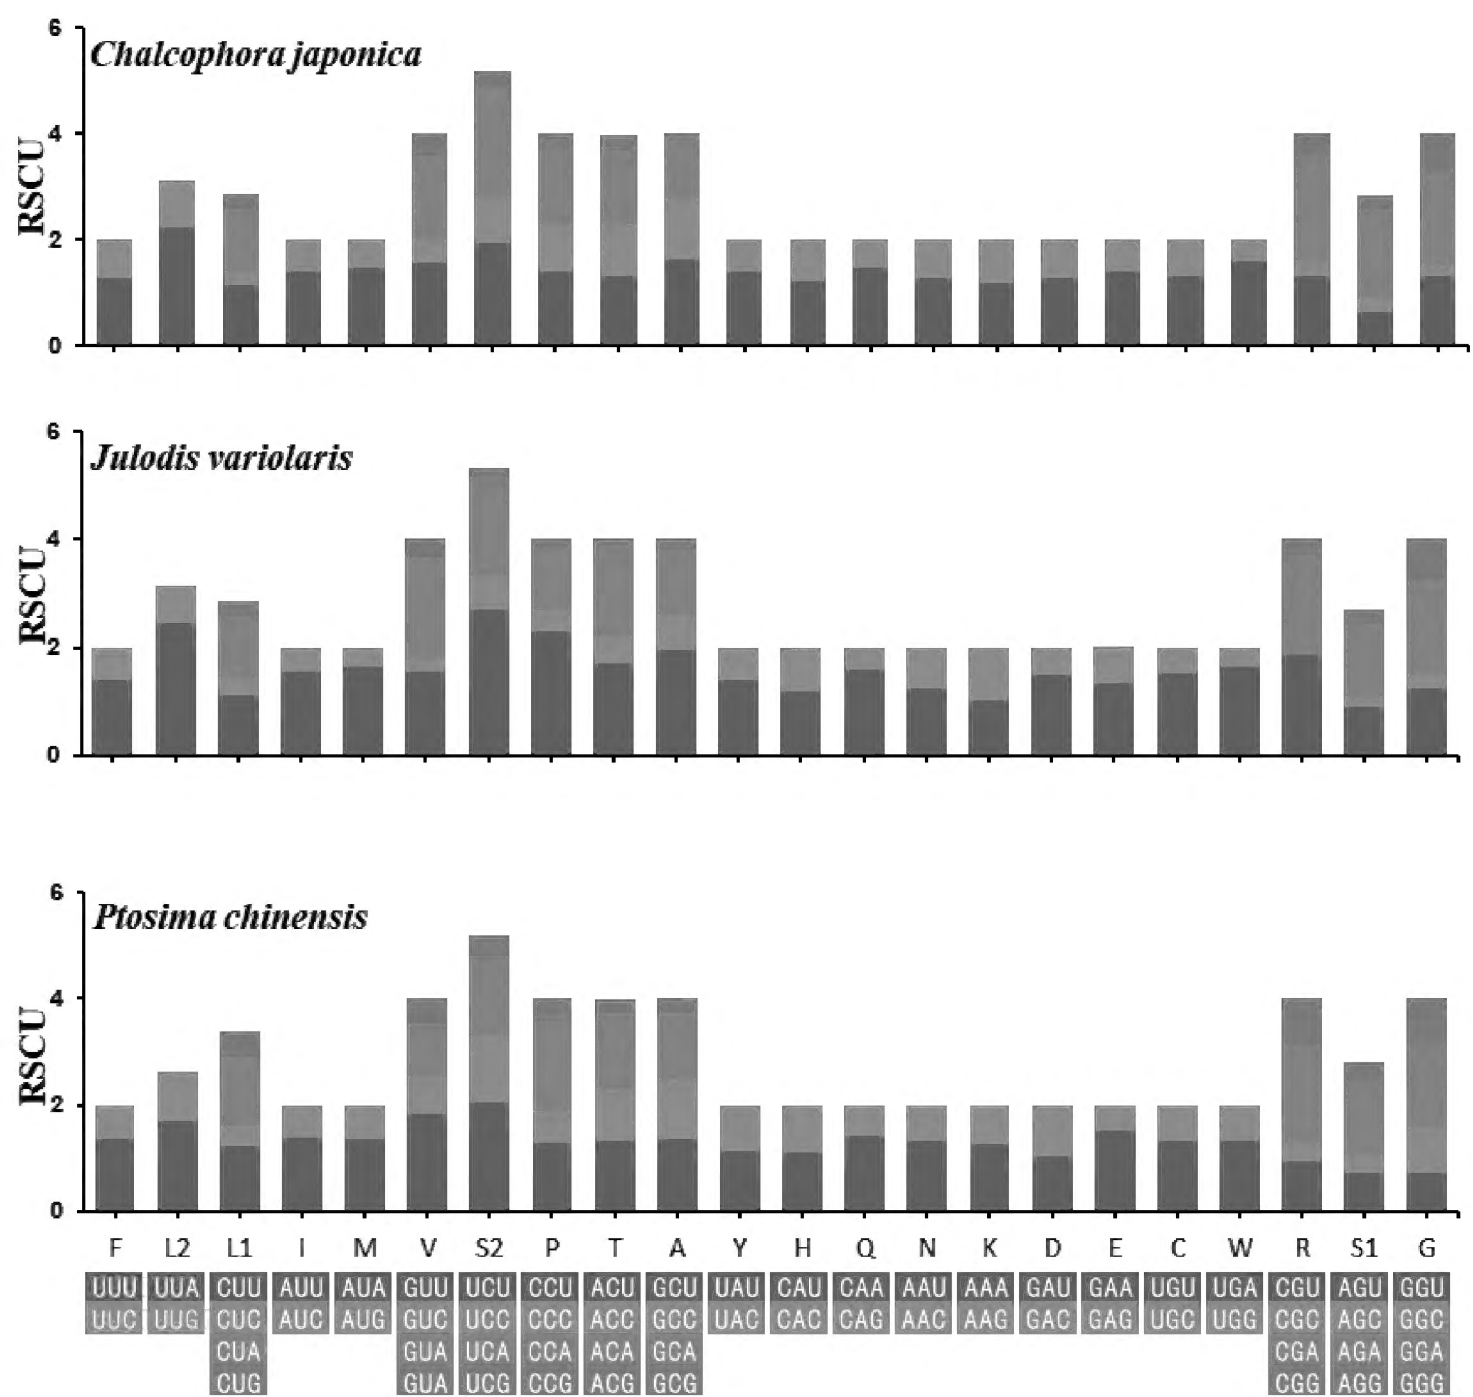 6
Chalcophora japonica
4
RSCU
2
0
6
Julodis variolaris
4
RSCU
2
0
6
Ptosima chinensis
4
RSCU
2
0
F L2 L1 I M V S2 P T A Y H Q N K D E C W R S1 G
UUU UUA CUU AUU AUA GUU UCU CCU ACU GCU UAU CAU CAA AAU AAA GAU GAA UGU UGA CGU AGU GGU
UUC UUG CUC AUC AUG GUC UCC CCC ACC GCC UAC CAC CAG AAC AAG GAC GAG UGC UGG CGC AGC GGC
CUA GUA UCA CCA ACA GCA CGA AGA GGA
CUG GUA UCG CCG ACG GCG CGG AGG GGG